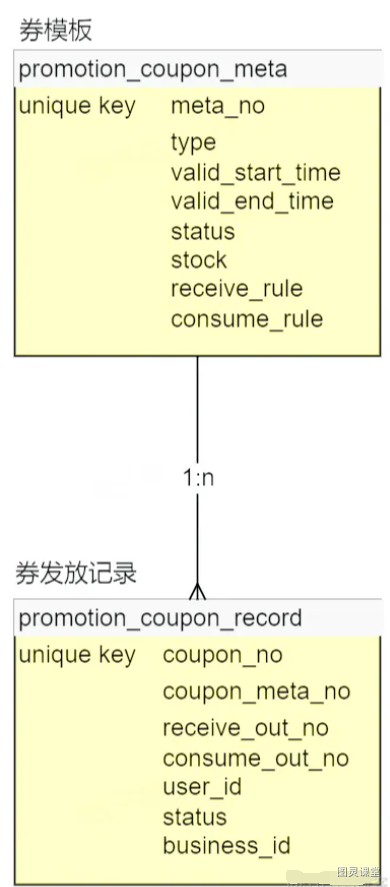 券模板
promotion_coupon_meta
unique key meta_no
type
valid_start_time
valid_end_time
status
stock
receive_rule
consume_rule
1:n
券发放记录
promotion_coupon_record
unique key coupon_no
coupon_meta_no
receive_out_no
consume_out_no
user_id
status
business_id
图灵课堂